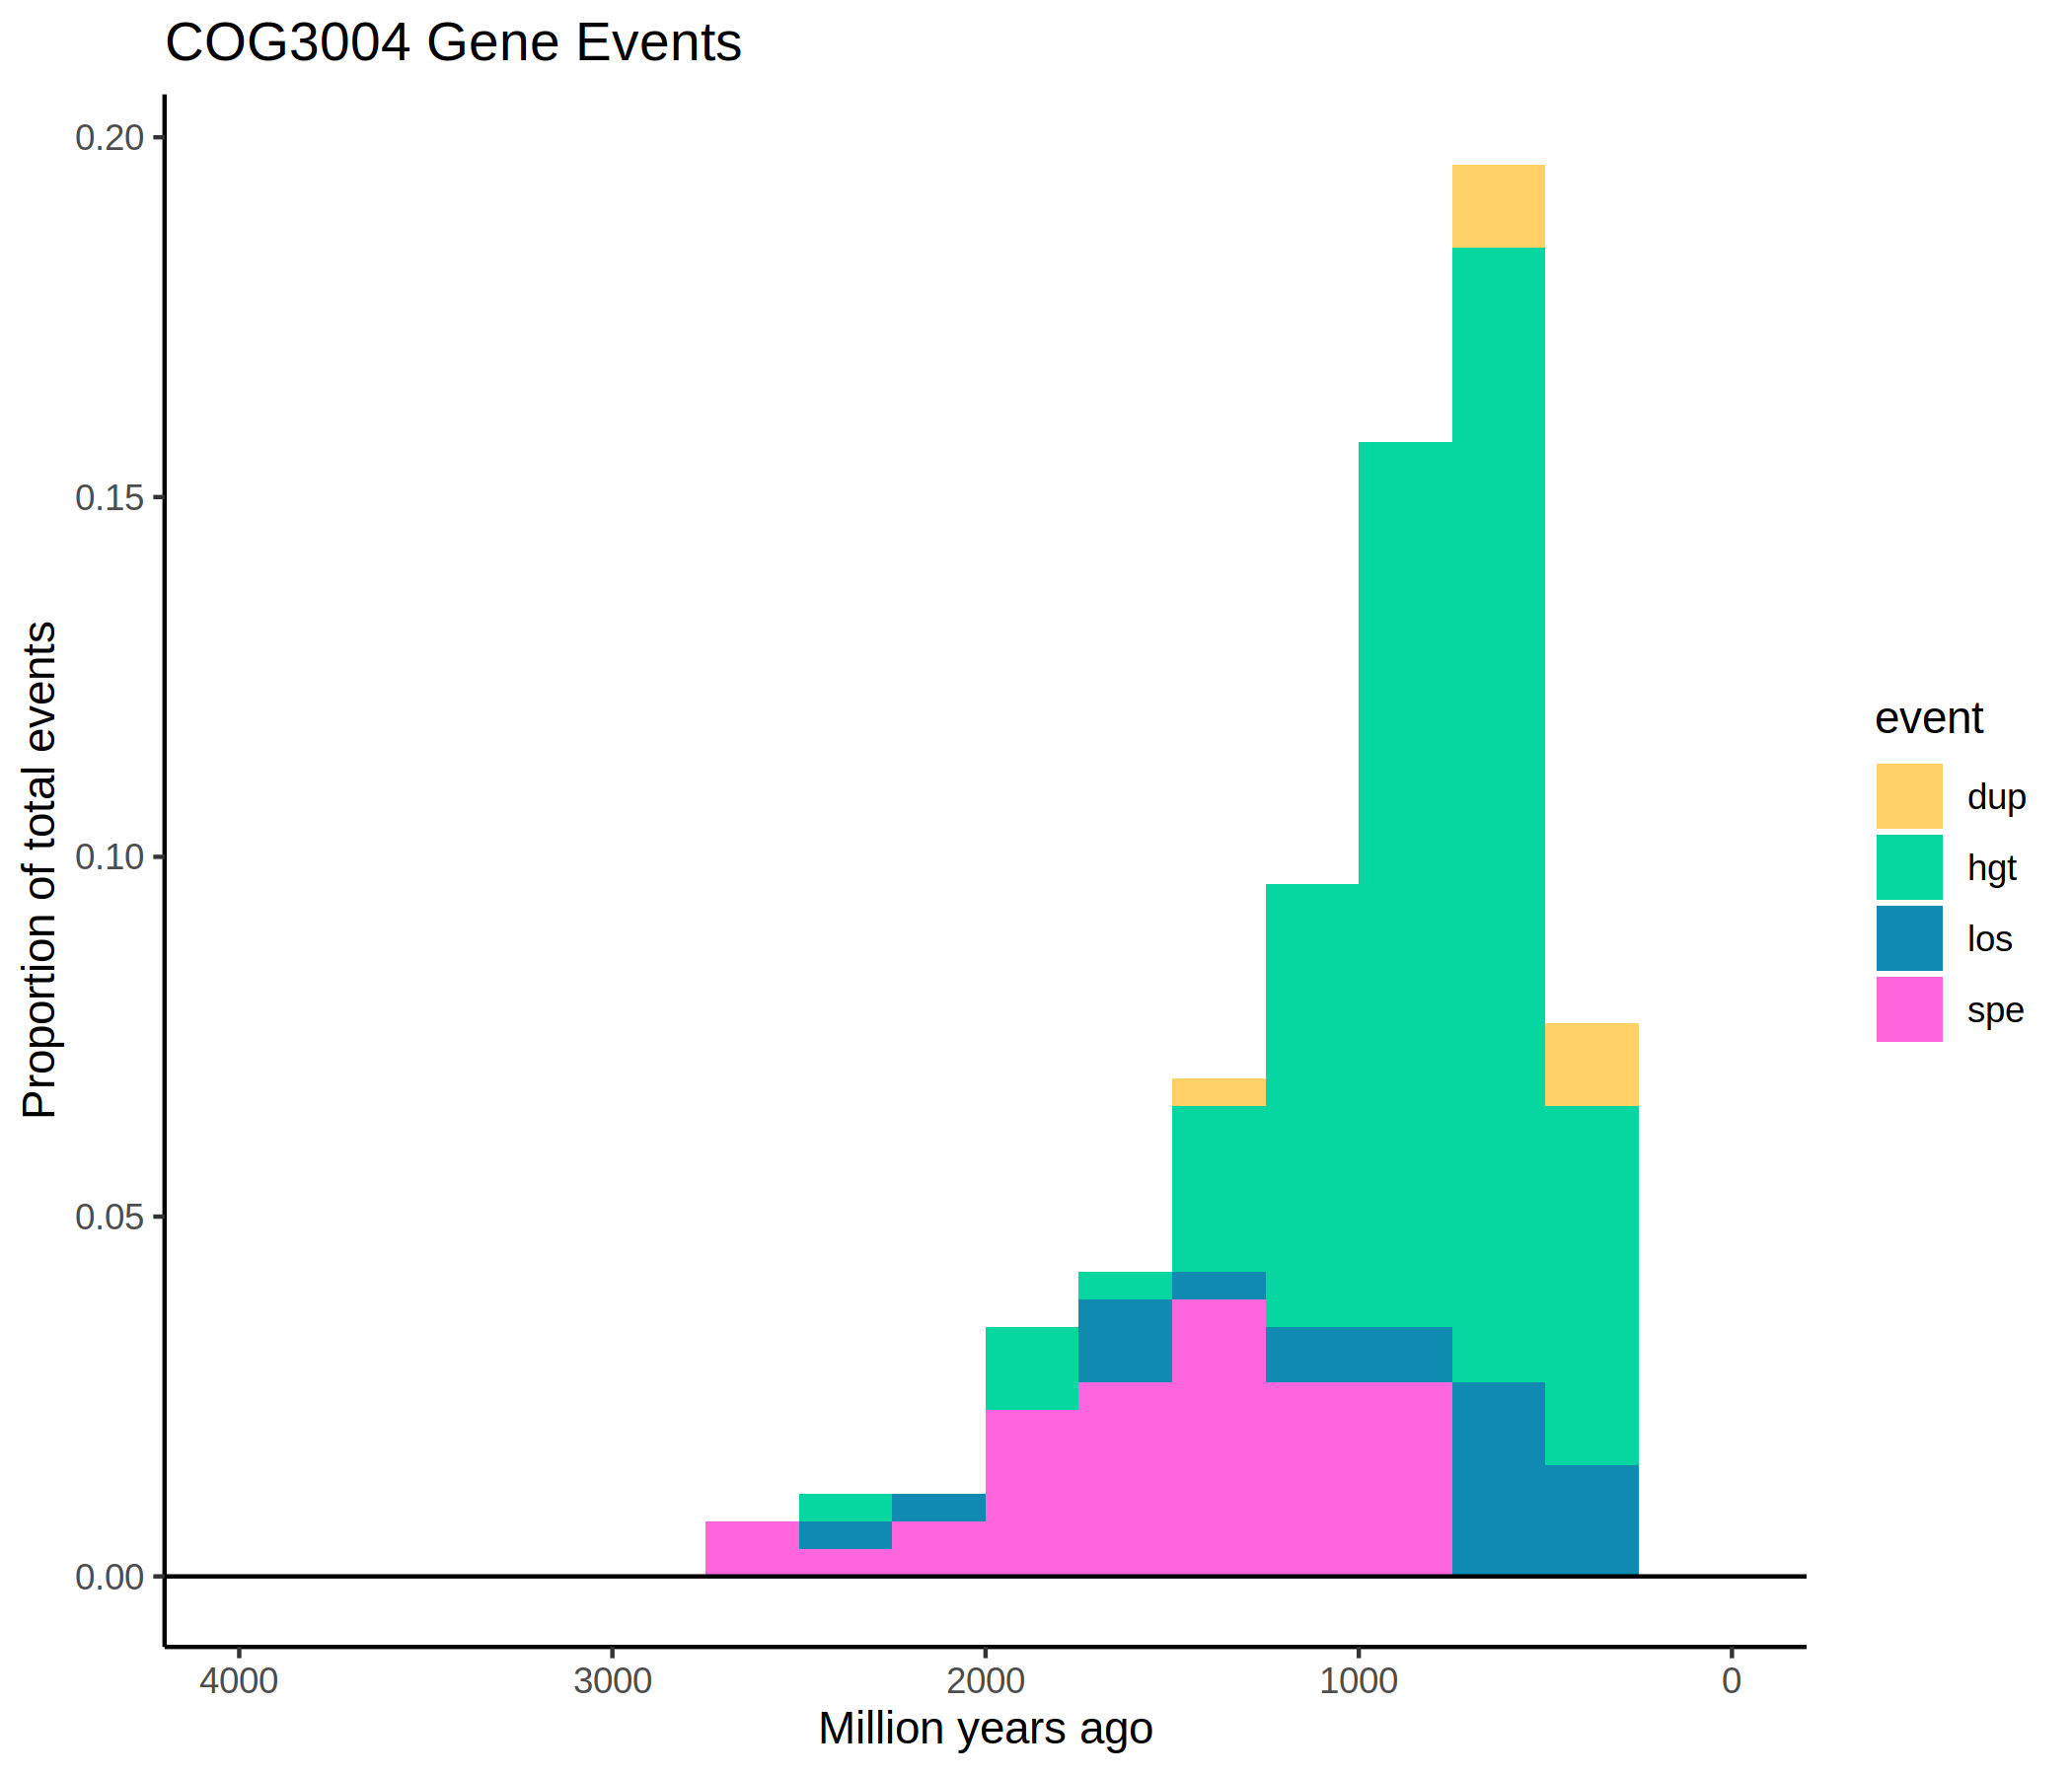 COG3004 Gene Events
Proportion of total events
0.20
0.15
0.10
0.05
0.00
4000 3000 2000 1000 0
Million years ago
event
dup
hgt
los
spe